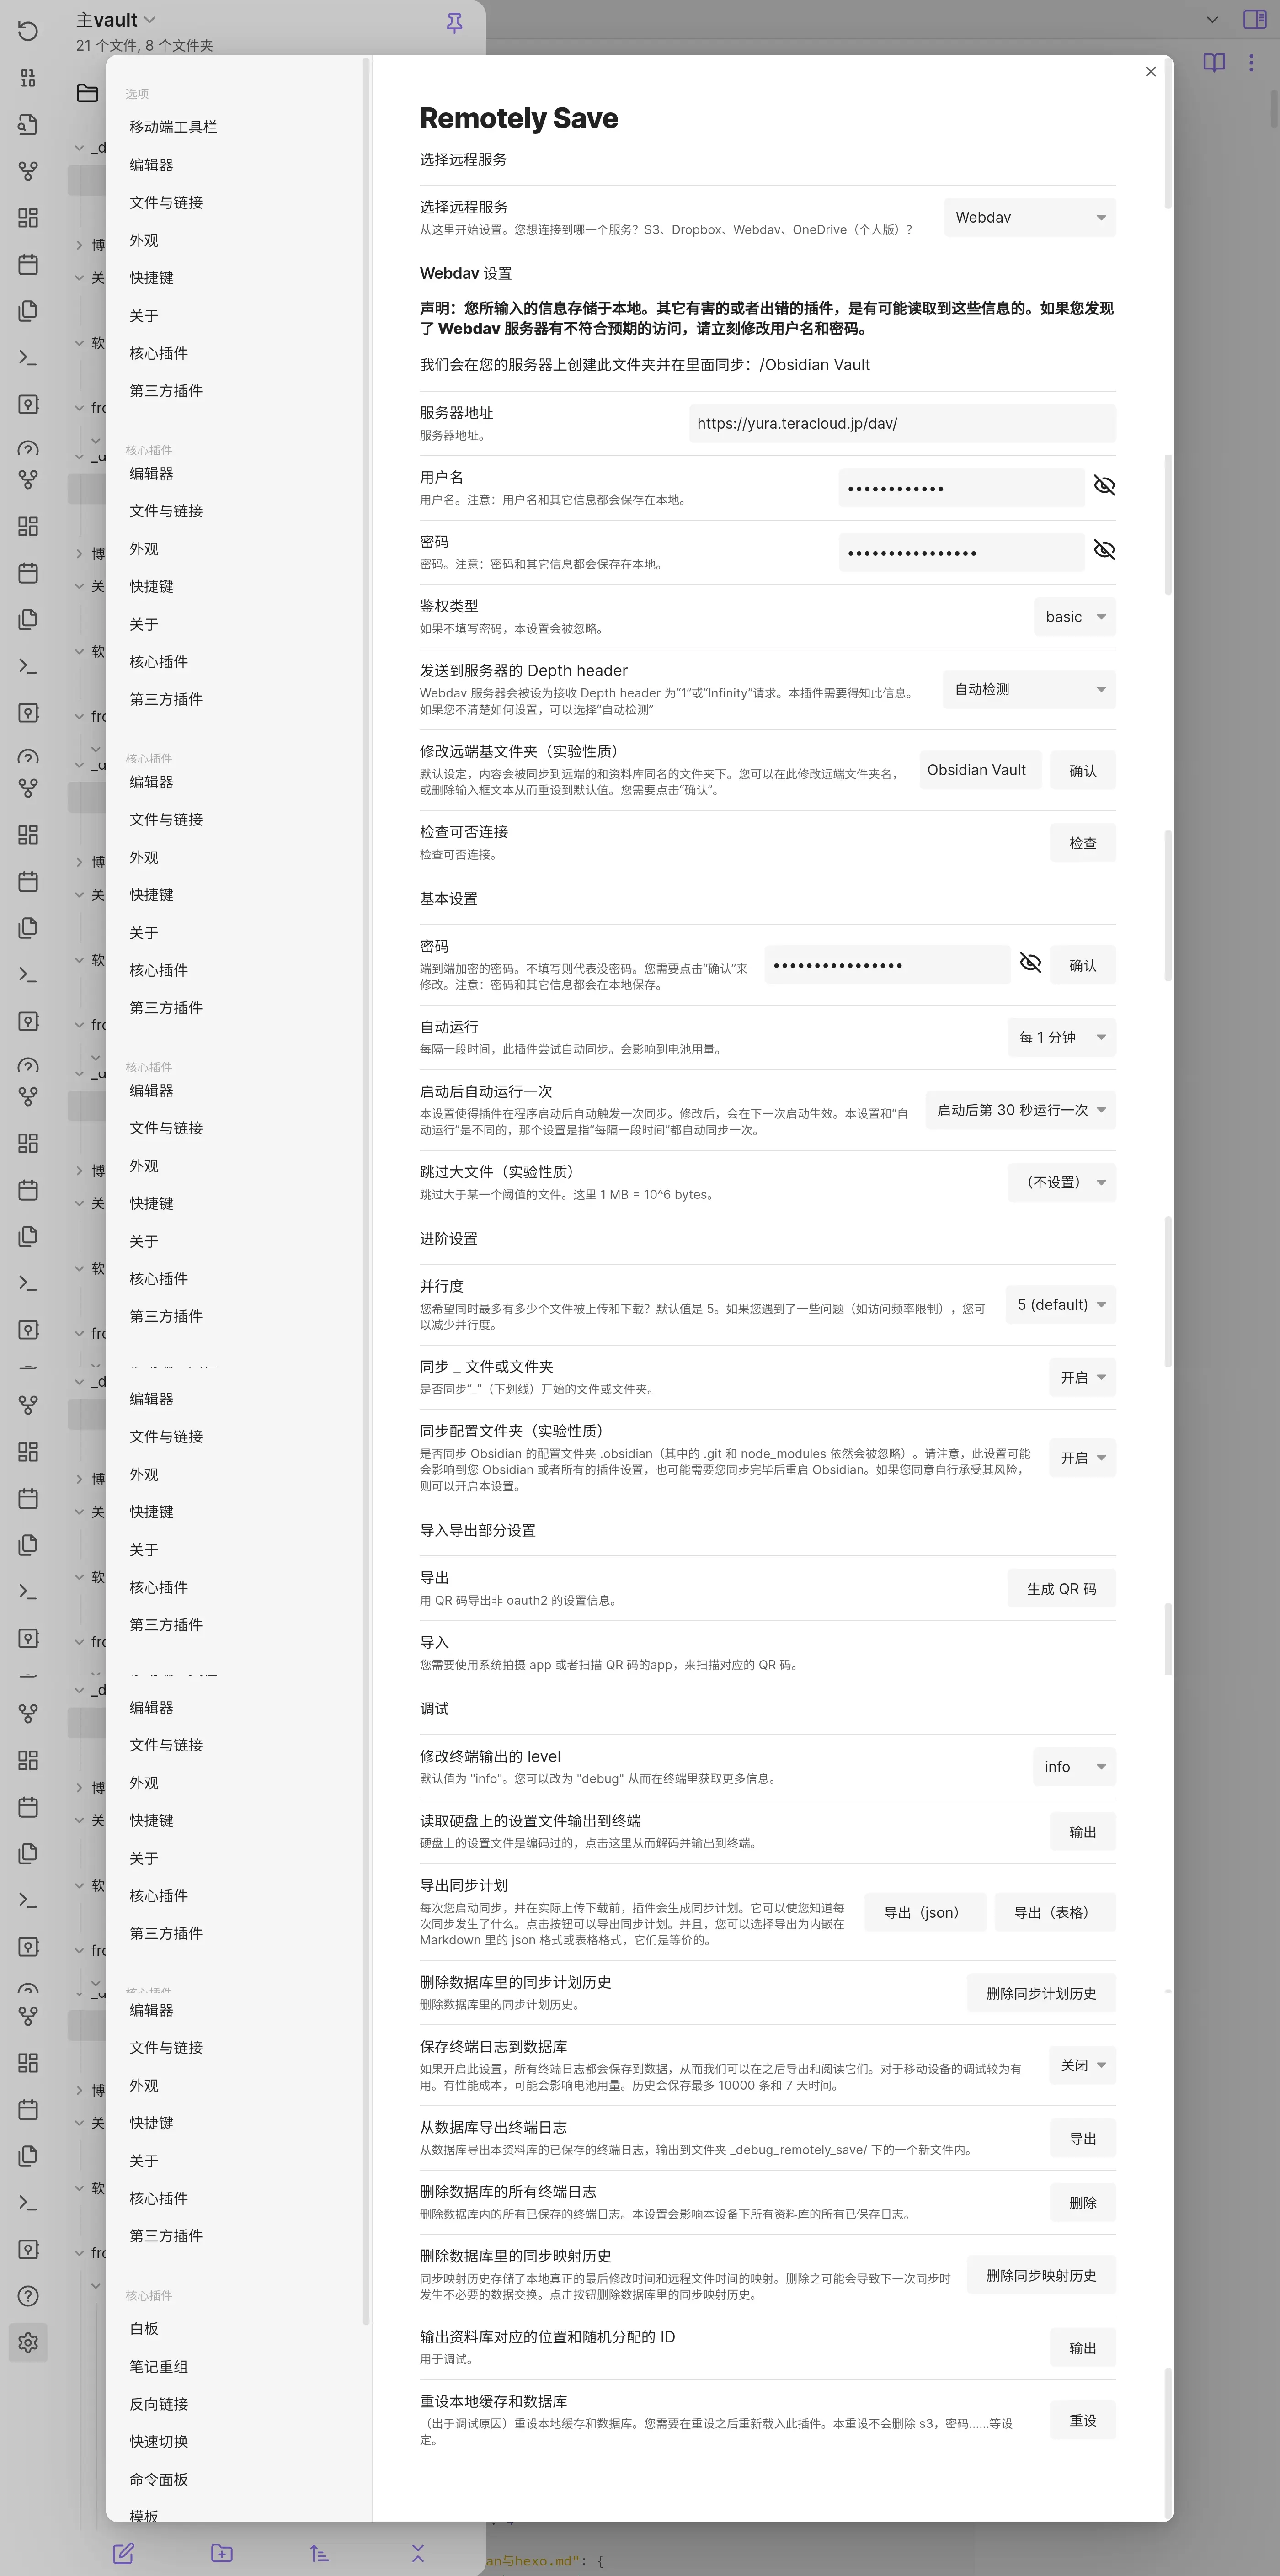 主vault
21 个文件, 8 个文件夹
选项
移动端工具栏
编辑器
文件与链接
外观
快捷键
关于
核心插件
第三方插件
核心插件
编辑器
文件与链接
外观
快捷键
关于
核心插件
第三方插件
核心插件
编辑器
文件与链接
外观
快捷键
关于
核心插件
第三方插件
核心插件
编辑器
文件与链接
外观
快捷键
关于
核心插件
第三方插件
编辑器
文件与链接
外观
快捷键
关于
核心插件
第三方插件
编辑器
文件与链接
外观
快捷键
关于
核心插件
第三方插件
核心插件
编辑器
文件与链接
外观
快捷键
关于
核心插件
第三方插件
核心插件
白板
笔记重组
反向链接
快速切换
命令面板
模板
Remotely Save
选择远程服务
选择远程服务
从这里开始设置。您想连接到哪一个服务？S3、Dropbox、Webdav、OneDrive（个人版）？
Webdav
Webdav 设置
声明：您所输入的信息存储于本地。其它有害的或者出错的插件，是有可能读取到这些信息的。如果您发现
了 Webdav 服务器有不符合预期的访问，请立刻修改用户名和密码。
我们会在您的服务器上创建此文件夹并在里面同步：/Obsidian Vault
服务器地址
服务器地址。
https://yura.teracloud.jp/dav/
用户名
用户名。注意：用户名和其它信息都会保存在本地。
密码
密码。注意：密码和其它信息都会保存在本地。
鉴权类型
如果不填写密码，本设置会被忽略。
basic
发送到服务器的 Depth header
Webdav 服务器会被设为接收 Depth header 为“1”或“Infinity”请求。本插件需要得知此信息。
如果您不清楚如何设置，可以选择“自动检测”
自动检测
修改远端基文件夹（实验性质）
默认设定，内容会被同步到远端的和资料库同名的文件夹下。您可以在此修改远端文件夹名，
或删除输入框文本从而重设到默认值。您需要点击“确认”。
Obsidian Vault
确认
检查可否连接
检查可否连接。
检查
基本设置
密码
端到端加密的密码。不填写则代表没密码。您需要点击“确认”来
修改。注意：密码和其它信息都会在本地保存。
确认
自动运行
每隔一段时间，此插件尝试自动同步。会影响到电池用量。
每 1 分钟
启动后自动运行一次
本设置使得插件在程序启动后自动触发一次同步。修改后，会在下一次启动生效。本设置和“自
动运行”是不同的，那个设置是指“每隔一段时间”都自动同步一次。
启动后第 30 秒运行一次
跳过大文件（实验性质）
跳过大于某一个阈值的文件。这里 1 MB = 10^6 bytes。
（不设置）
进阶设置
并行度
您希望同时最多有多少个文件被上传和下载？默认值是 5。如果您遇到了一些问题（如访问频率限制），您可
以减少并行度。
5 (default)
同步 _ 文件或文件夹
是否同步“_”（下划线）开始的文件或文件夹。
开启
同步配置文件夹（实验性质）
是否同步 Obsidian 的配置文件夹 .obsidian（其中的 .git 和 node_modules 依然会被忽略）。请注意，此设置可能
会影响到您 Obsidian 或者所有的插件设置，也可能需要您同步完毕后重启 Obsidian。如果您同意自行承受其风险，
则可以开启本设置。
开启
导入导出部分设置
导出
用 QR 码导出非 oauth2 的设置信息。
生成 QR 码
导入
您需要使用系统拍摄 app 或者扫描 QR 码的app，来扫描对应的 QR 码。
调试
修改终端输出的 level
默认值为 "info"。您可以改为 "debug" 从而在终端里获取更多信息。
info
读取硬盘上的设置文件输出到终端
硬盘上的设置文件是编码过的，点击这里从而解码并输出到终端。
输出
导出同步计划
每次您启动同步，并在实际上传下载前，插件会生成同步计划。它可以使您知道每
次同步发生了什么。点击按钮可以导出同步计划。并且，您可以选择导出为内嵌在
Markdown 里的 json 格式或表格格式，它们是等价的。
导出（json）
导出（表格）
删除数据库里的同步计划历史
删除数据库里的同步计划历史。
删除同步计划历史
保存终端日志到数据库
如果开启此设置，所有终端日志都会保存到数据，从而我们可以在之后导出和阅读它们。对于移动设备的调试较为有
用。有性能成本，可能会影响电池用量。历史会保存最多 10000 条和 7 天时间。
关闭
从数据库导出终端日志
从数据库导出本资料库的已保存的终端日志，输出到文件夹 _debug_remotely_save/ 下的一个新文件内。
导出
删除数据库的所有终端日志
删除数据库内的所有已保存的终端日志。本设置会影响本设备下所有资料库的所有已保存日志。
删除
删除数据库里的同步映射历史
同步映射历史存储了本地真正的最后修改时间和远程文件时间的映射。删除之可能会导致下一次同步时
发生不必要的数据交换。点击按钮删除数据库里的同步映射历史。
删除同步映射历史
输出资料库对应的位置和随机分配的 ID
用于调试。
输出
重设本地缓存和数据库
（出于调试原因）重设本地缓存和数据库。您需要在重设之后重新载入此插件。本重设不会删除 s3，密码……等设
定。
重设
an与hexo.md": {